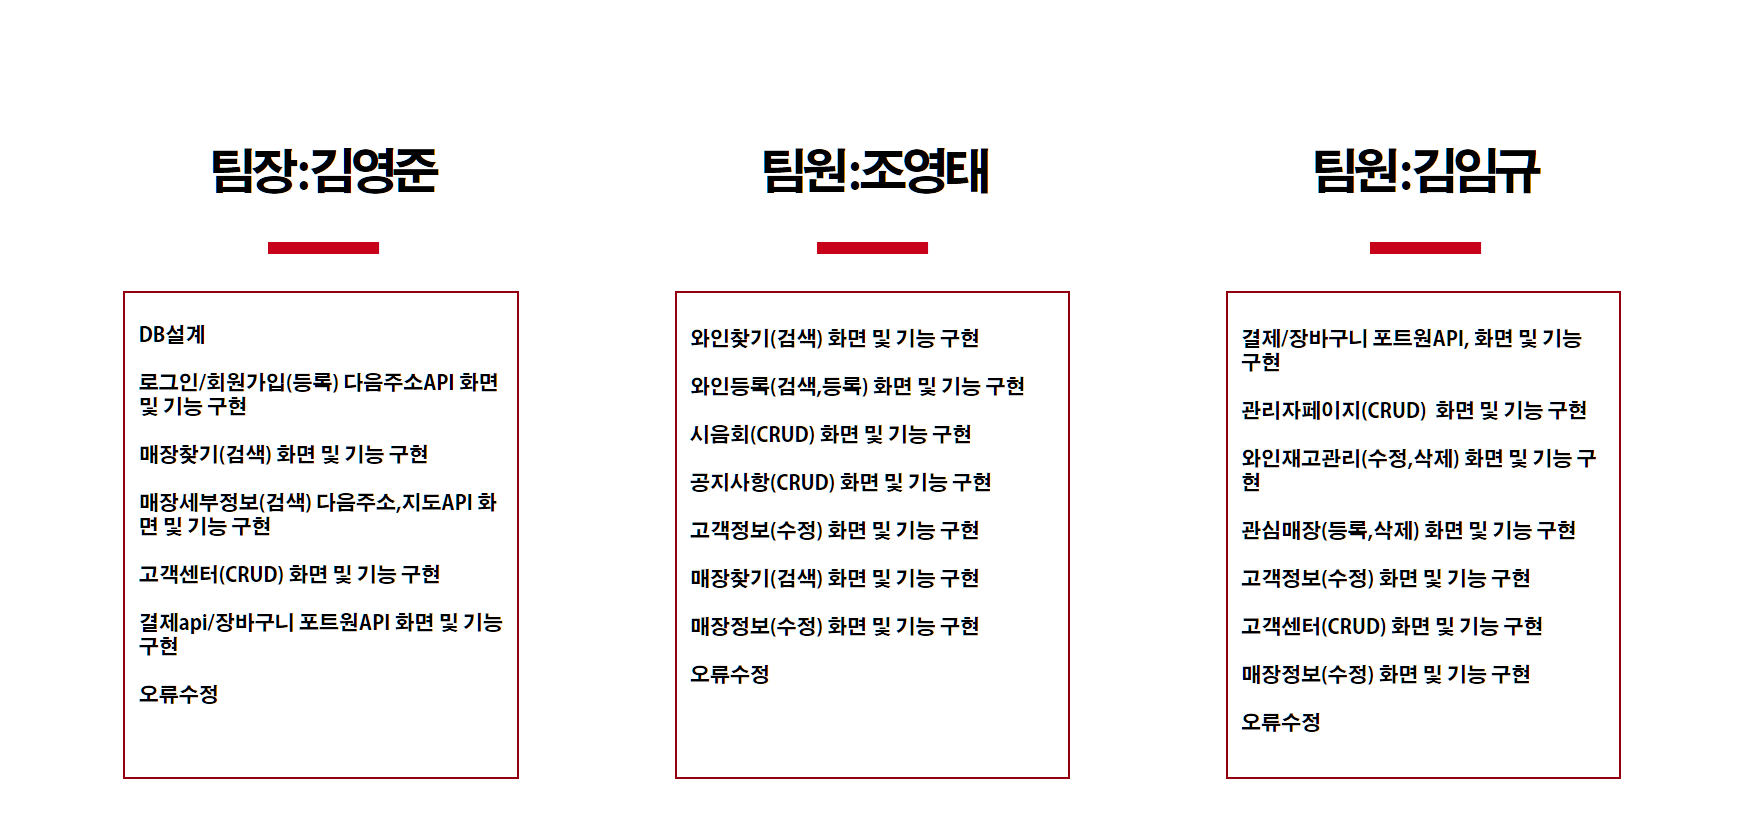 팀장:김영준
DB설계
로그인/회원가입(등록) 다음주소API 화면
및 기능 구현
매장찾기(검색) 화면 및 기능 구현
매장세부정보(검색) 다음주소,지도API 화
면 및 기능 구현
고객센터(CRUD) 화면 및 기능 구현
결제api/장바구니 포트원API 화면 및 기능
구현
오류수정
팀원:조영태
와인찾기(검색) 화면 및 기능 구현
와인등록(검색,등록) 화면 및 기능 구현
시음회(CRUD) 화면 및 기능 구현
공지사항(CRUD) 화면 및 기능 구현
고객정보(수정) 화면 및 기능 구현
매장찾기(검색) 화면 및 기능 구현
매장정보(수정) 화면 및 기능 구현
오류수정
팀원:김임규
결제/장바구니 포트원API, 화면 및 기능
구현
관리자페이지(CRUD)  화면 및 기능 구현
와인재고관리(수정,삭제) 화면 및 기능 구
현
관심매장(등록,삭제) 화면 및 기능 구현
고객정보(수정) 화면 및 기능 구현
고객센터(CRUD) 화면 및 기능 구현
매장정보(수정) 화면 및 기능 구현
오류수정